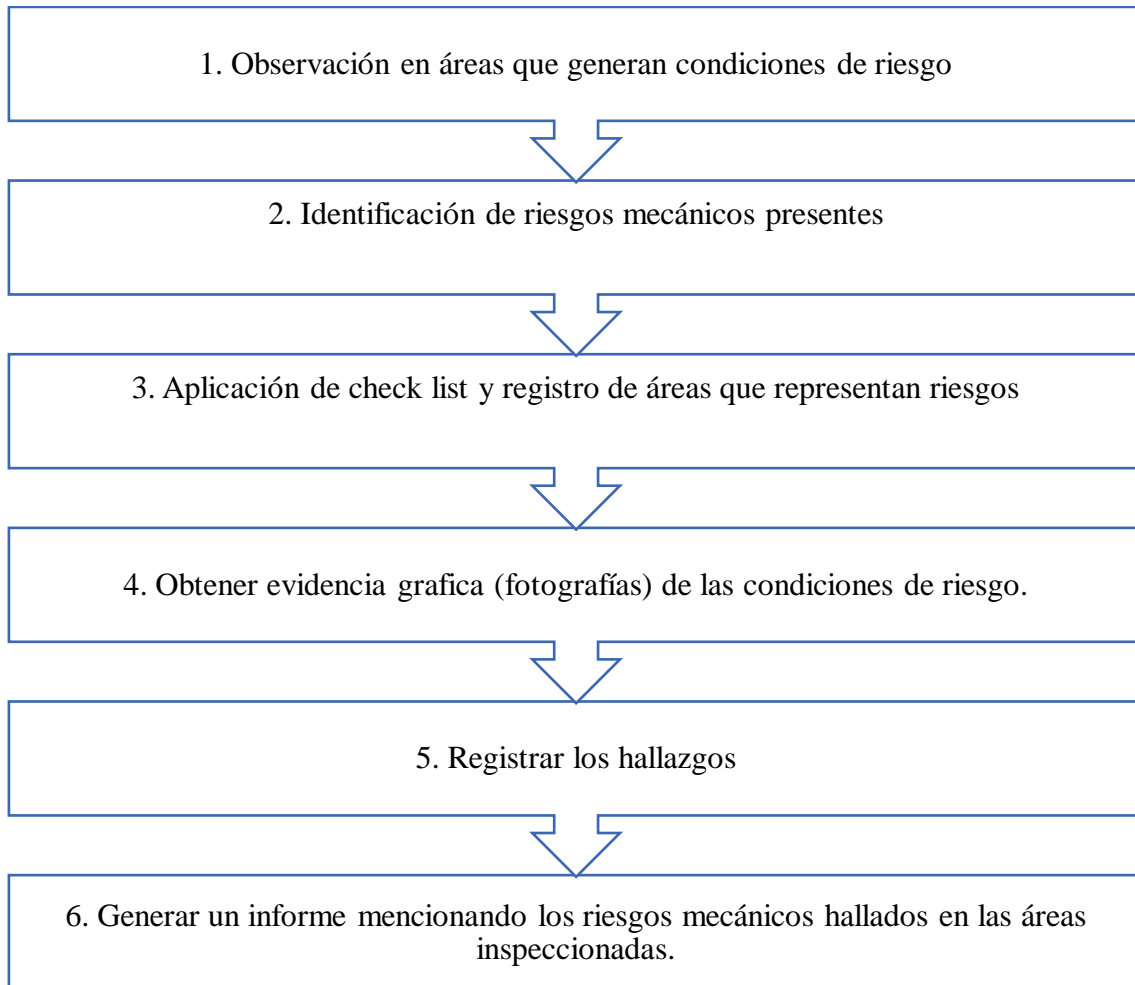 1. Observación en áreas que generan condiciones de riesgo
2. Identificación de riesgos mecánicos presentes
3. Aplicación de check list y registro de áreas que representan riesgos
4. Obtener evidencia grafica (fotografías) de las condiciones de riesgo.
5. Registrar los hallazgos
6. Generar un informe mencionando los riesgos mecánicos hallados en las áreas
inspeccionadas.